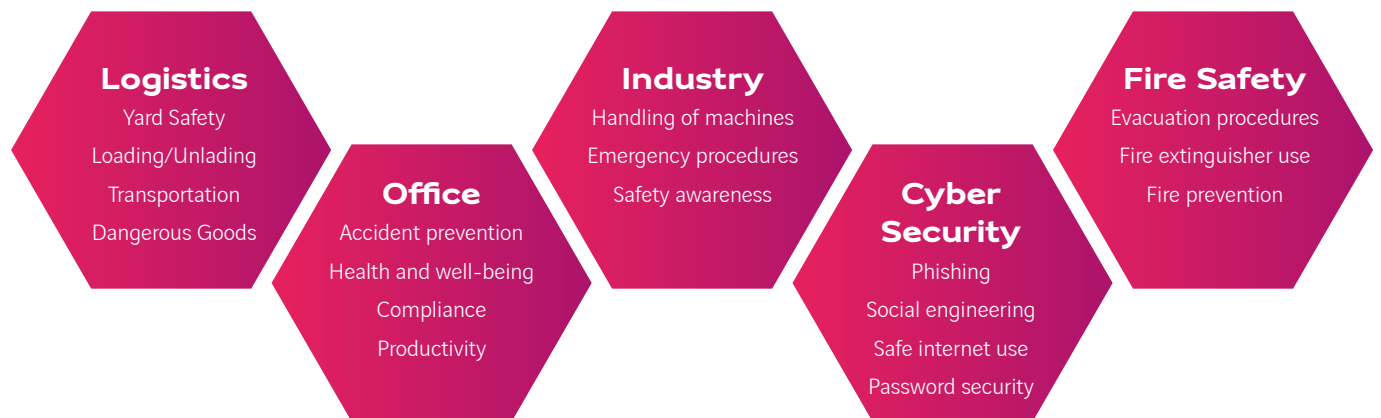 Logistics
Yard Safety
Loading/Unlading
Transportation
Dangerous Goods
Office
Accident prevention
Health and well-being
Compliance
Productivity
Industry
Handling of machines
Emergency procedures
Safety awareness
Cyber
Security
Phishing
Social engineering
Safe internet use
Password security
Fire Safety
Evacuation procedures
Fire extinguisher use
Fire prevention